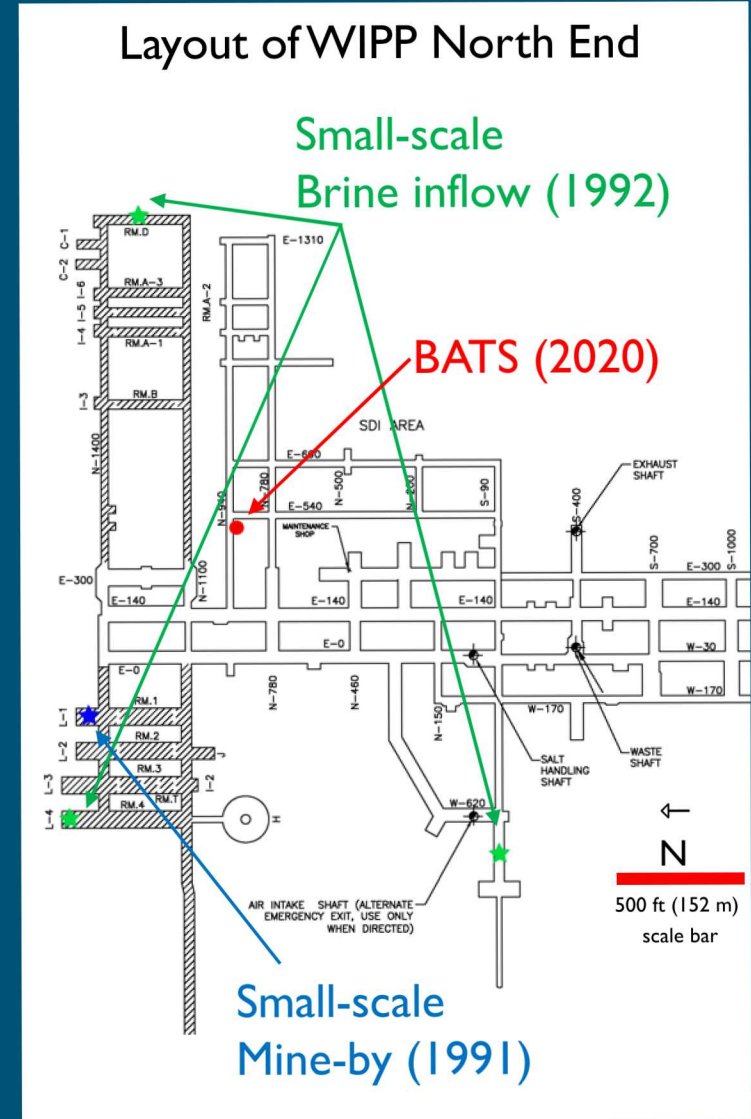 Layout of WIPP North End
Small-scale
Brine inflow (1992)
RM.D
C-1
C-2
E-1310
RM.A-3
I-6
I-5
I-4
RM.A-2
RM.A-1
BATS (2020)
RM.B
I-3
SDI AREA
N-1400
E-660
EXHAUST
SHAFT
N-940
N-780
N-500
N-200
S-90
S-400
E-540
MAINTENANCE
SHOP
S-700
S-1000
E-300
N-1100
E-300
E-140
E-140
E-140
E-140
E-0
W-30
E-0
N-780
N-460
W-170
RM.1
L-1
N-150
W-170
RM.2
L-2
J
RM.3
L-3
I-2
SALT
HANDLING
SHAFT
WASTE
SHAFT
RM.4
RM.T
L-4
H
W-620
N
500 ft (152 m)
scale bar
AIR INTAKE SHAFT (ALTERNATE
EMERGENCY EXIT, USE ONLY
WHEN DIRECTED)
Small-scale
Mine-by (1991)